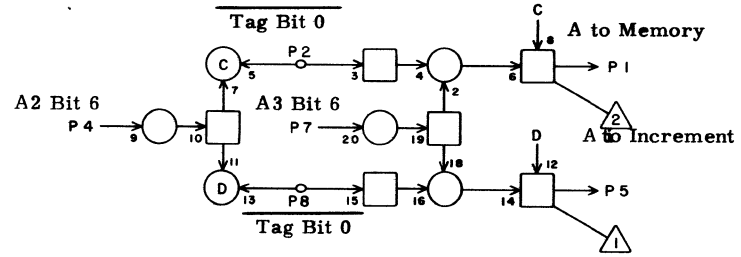 Tag Bit 0
C
A to Memory
P2
C
5
3
4
6
8
P1
7
2
2
A2 Bit 6
A3 Bit 6
P4
P7
9
10
20
19
A to Increment
D
11
18
12
D
13
P8
15
16
14
P5
Tag Bit 0
1